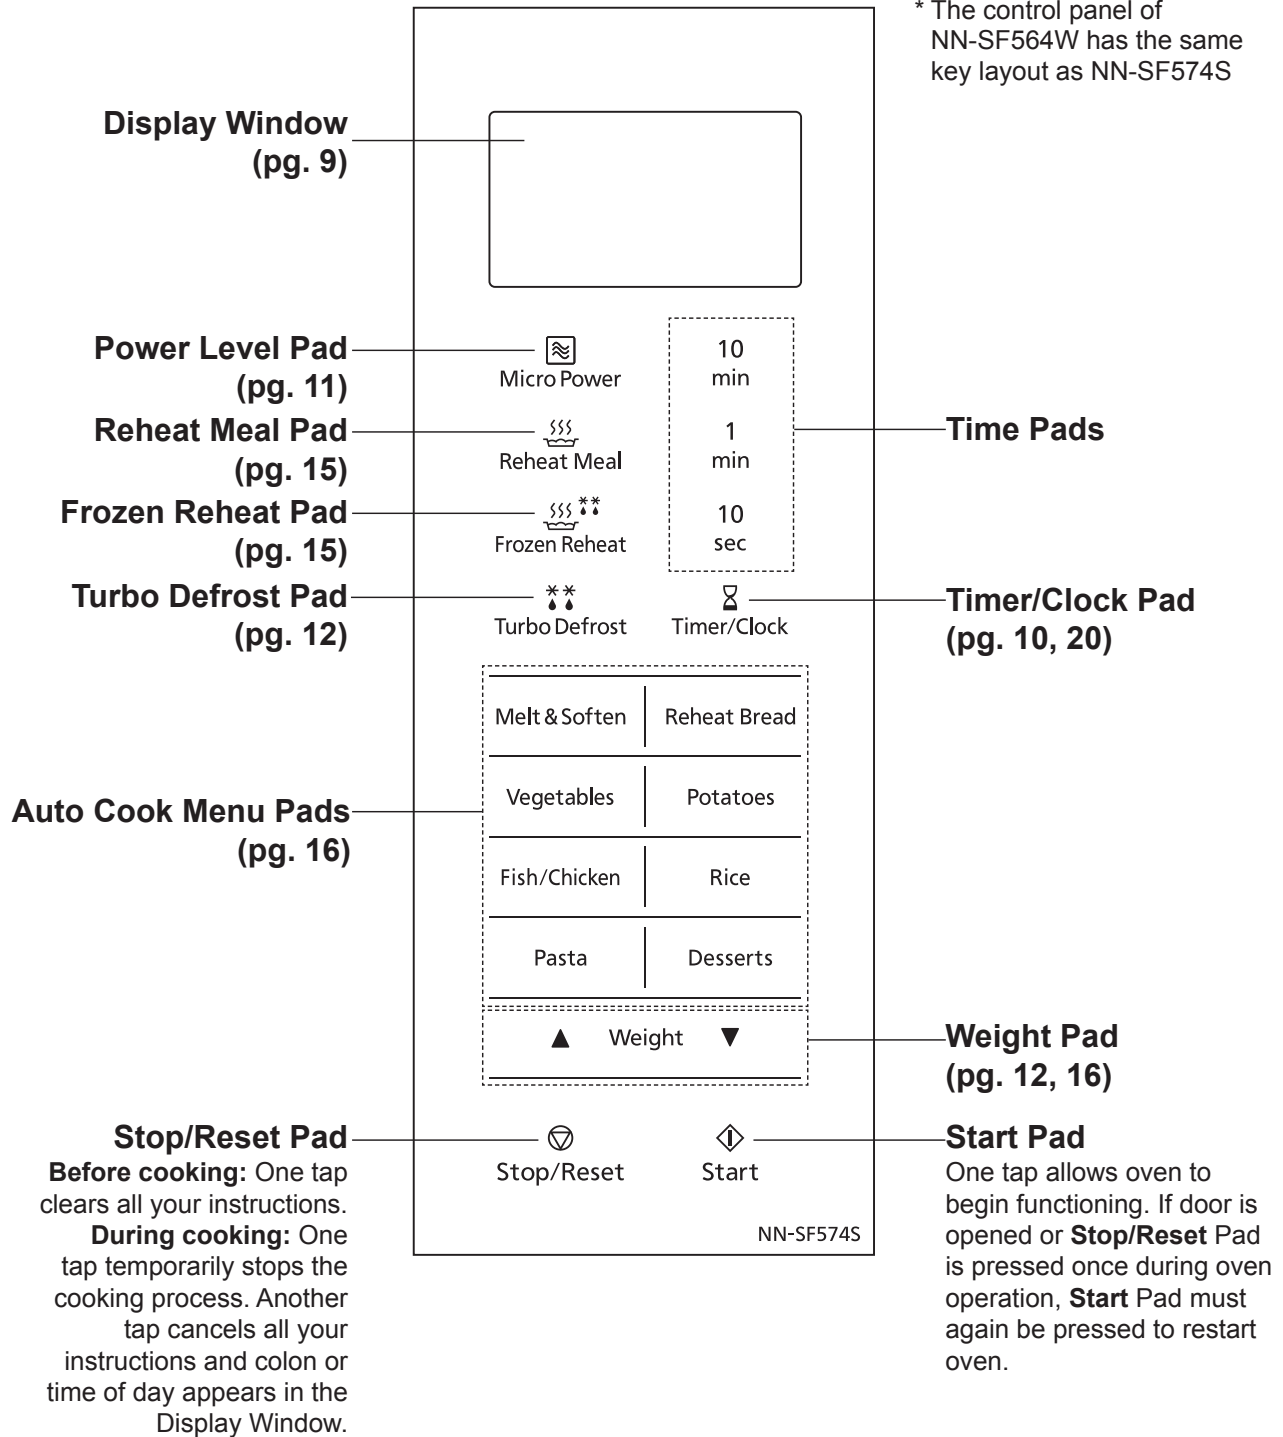 * The control panel of
NN-SF564W has the same
key layout as NN-SF574S
Display Window
(pg. 9)
Power Level Pad
(pg. 11)
Reheat Meal Pad
(pg. 15)
Frozen Reheat Pad
(pg. 15)
Turbo Defrost Pad
(pg. 12)
Auto Cook Menu Pads
(pg. 16)
Stop/Reset Pad
Before cooking: One tap
clears all your instructions.
During cooking: One
tap temporarily stops the
cooking process. Another
tap cancels all your
instructions and colon or
time of day appears in the
Display Window.
Micro Power
Reheat Meal
Frozen Reheat
Turbo Defrost
10
min
1
min
10
sec
Timer/Clock
Melt & Soften
Reheat Bread
Vegetables
Potatoes
Fish/Chicken
Rice
Pasta
Desserts
▲ Weight ▼
Stop/Reset
Start
NN-SF574S
Time Pads
Timer/Clock Pad
(pg. 10, 20)
Weight Pad
(pg. 12, 16)
Start Pad
One tap allows oven to
begin functioning. If door is
opened or Stop/Reset Pad
is pressed once during oven
operation, Start Pad must
again be pressed to restart
oven.